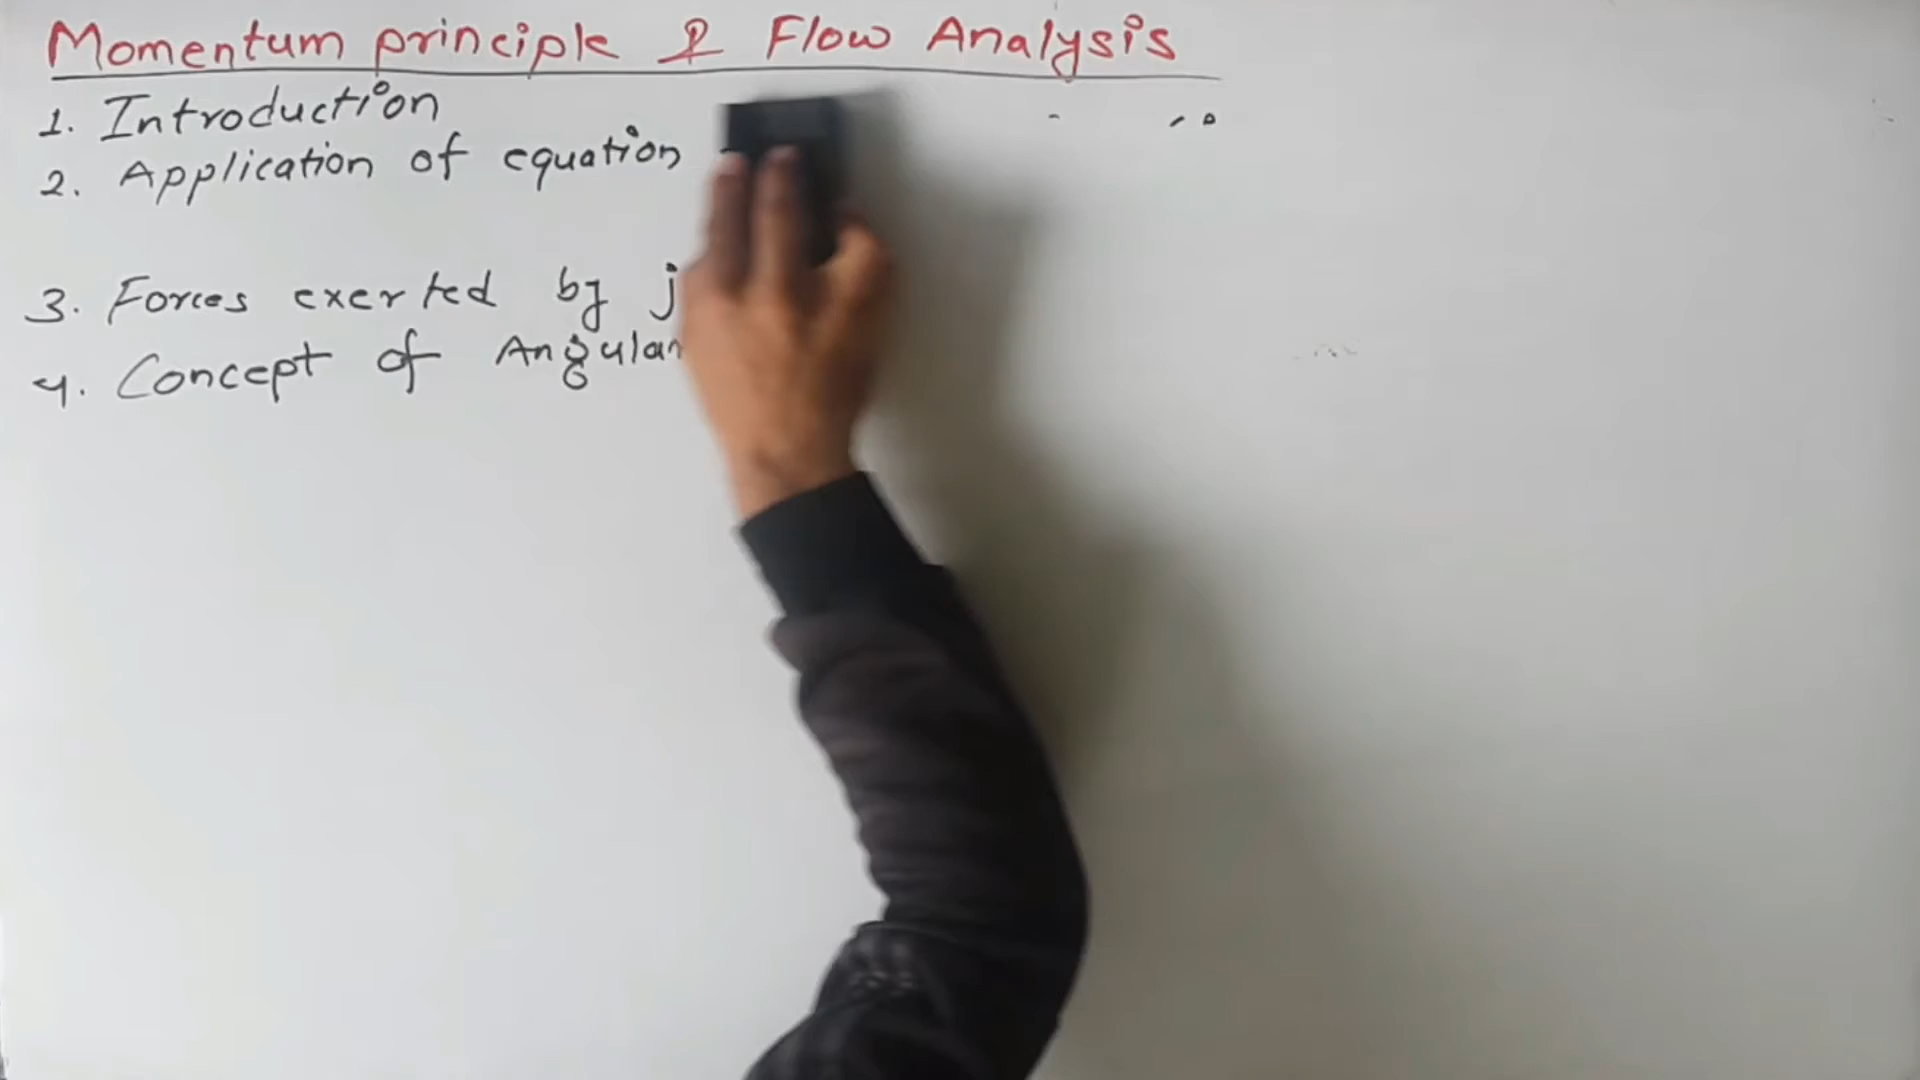 Momentum principle & Flow Analysis
1. Introduction
2. Application of equation
3. Forces exerted by j
4. Concept of Angular